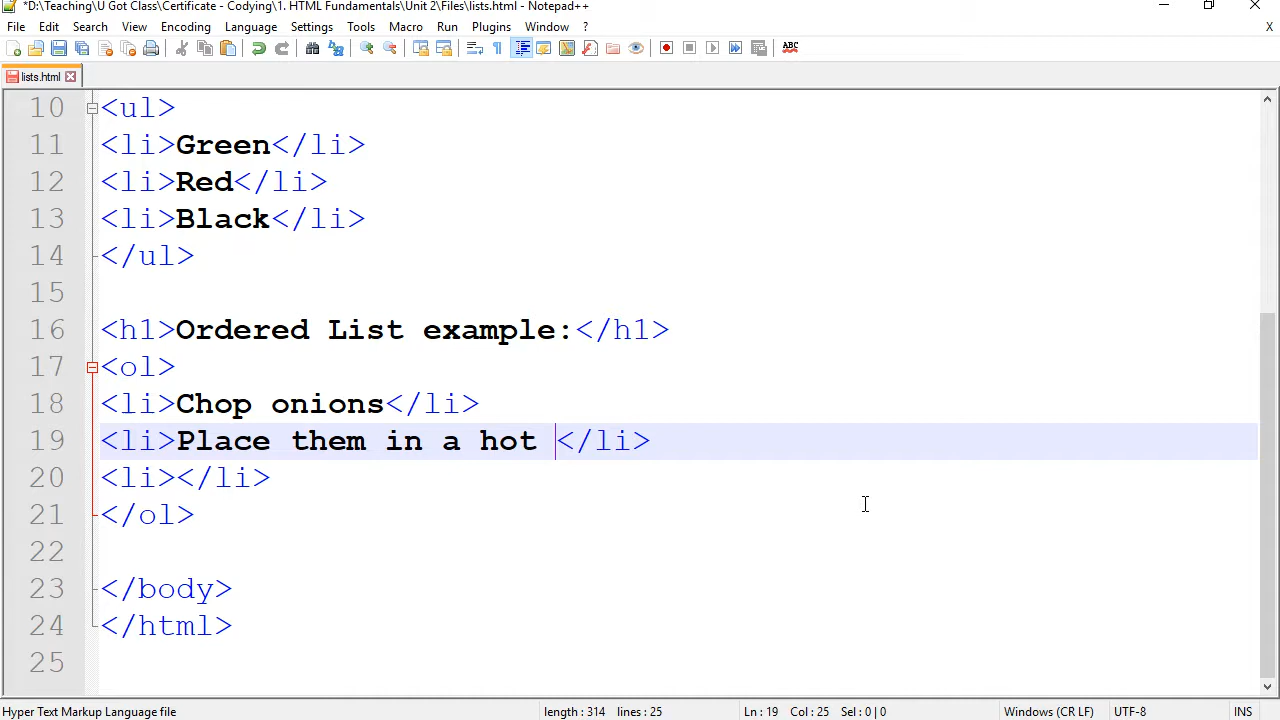 *D:\Teaching\U Got Class\Certificate - Codying\1. HTML Fundamentals\Unit 2\Files\lists.html - Notepad++
File Edit Search View Encoding Language Settings Tools Macro Run Plugins Window ? X
ABC
lists.html
10 <ul>
11 <li>Green</li>
12 <li>Red</li>
13 <li>Black</li>
14 </ul>
15
16 <h1>Ordered List example:</h1>
17 <ol>
18 <li>Chop onions</li>
19 <li>Place them in a hot </li>
20 <li></li>
21 </ol>
22
23 </body>
24 </html>
25
Hyper Text Markup Language file length : 314 lines : 25 Ln : 19 Col : 25 Sel : 0 | 0 Windows (CR LF) UTF-8 INS